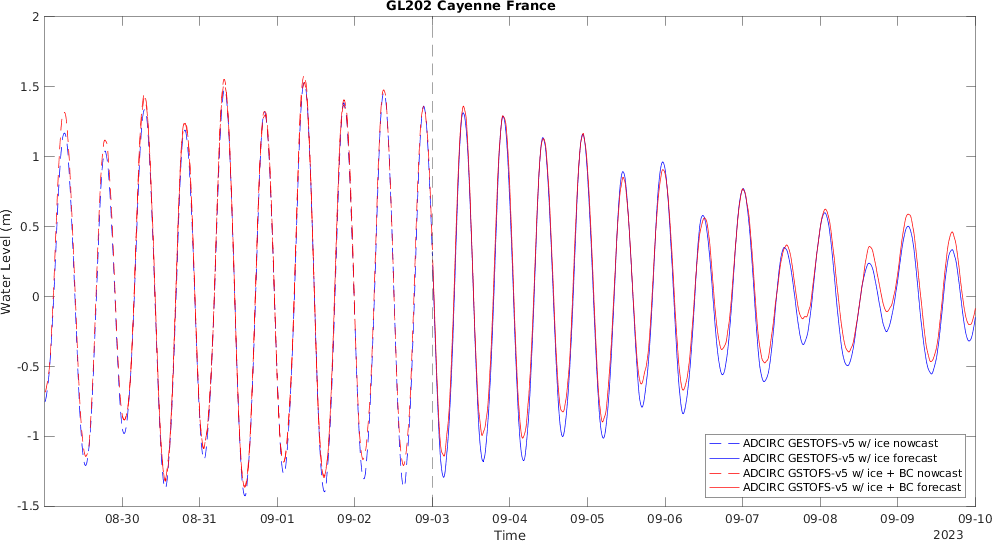 GL202 Cayenne France
2
1.5
1
0.5
0
-0.5
-1
-1.5
Water Level (m)
ADCIRC GESTOFS-v5 w/ ice nowcast
ADCIRC GESTOFS-v5 w/ ice forecast
ADCIRC GSTOFS-v5 w/ ice + BC nowcast
ADCIRC GSTOFS-v5 w/ ice + BC forecast
08-30 08-31 09-01 09-02 09-03 09-04 09-05 09-06 09-07 09-08 09-09 09-10
Time
2023